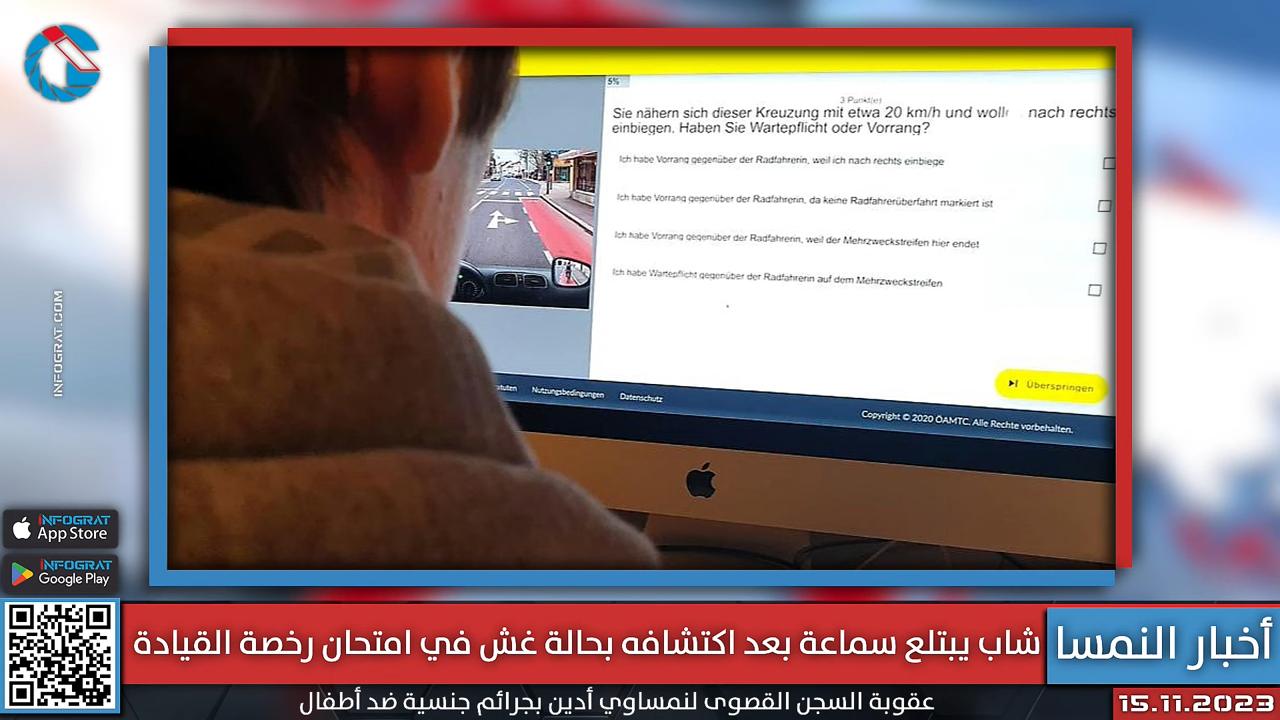 5%
3 Punkt(e)
Sie nähern sich dieser Kreuzung mit etwa 20 km/h und nach rechts
einbiegen. Haben Sie Wartepflicht oder Vorrang?
Ich habe Vorrang gegenüber der Radfahrerin, weil ich nach rechts einbiege
Ich habe Vorrang gegenüber der Radfahrerin, da keine Radfahrerüberfahrt markiert ist
Ich habe Vorrang gegenüber der Radfahrerin, weil der Mehrzweckstreifen hier endet
Ich habe Wartepflicht gegenüber der Radfahrerin auf dem Mehrzweckstreifen
Überspringen
Nutzungsbedingungen Datenschutz
Copyright © 2020 ÖAMTC. Alle Rechte vorbehalten.
INFOGRAT.COM
INFOGRAT
App Store
INFOGRAT
Google Play
أخبار النمسا
شاب يبتلع سماعة بعد اكتشافه بحالة غش في امتحان رخصة القيادة
عقوبة السجن القصوى لنمساوي أدين بجرائم جنسية ضد أطفال
15.11.2023